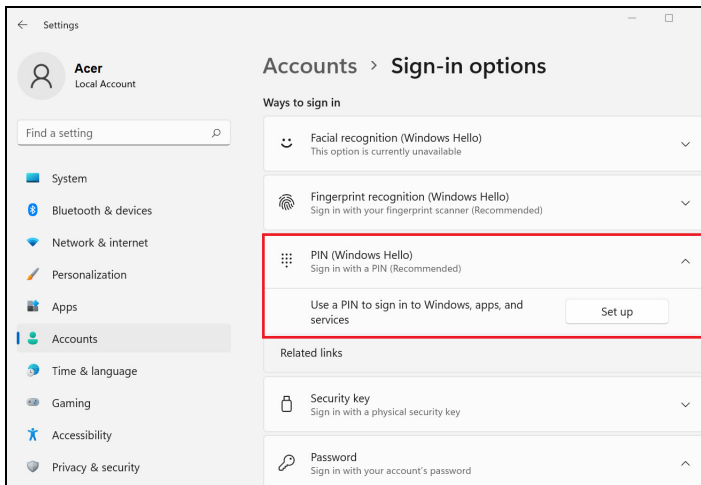 Settings
Acer
Local Account
Find a setting
System
Bluetooth & devices
Network & internet
Personalization
Apps
Accounts
Time & language
Gaming
Accessibility
Privacy & security
Accounts > Sign-in options
Ways to sign in
Facial recognition (Windows Hello)
This option is currently unavailable
Fingerprint recognition (Windows Hello)
Sign in with your fingerprint scanner (Recommended)
PIN (Windows Hello)
Sign in with a PIN (Recommended)
Use a PIN to sign in to Windows, apps, and
services
Set up
Related links
Security key
Sign in with a physical security key
Password
Sign in with your account's password